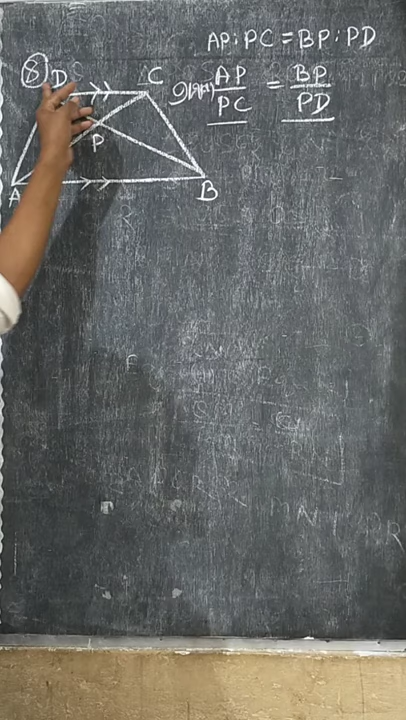 AP : PC = BP : PD
⑧ D C AP/PC = BP/PD
P
A B